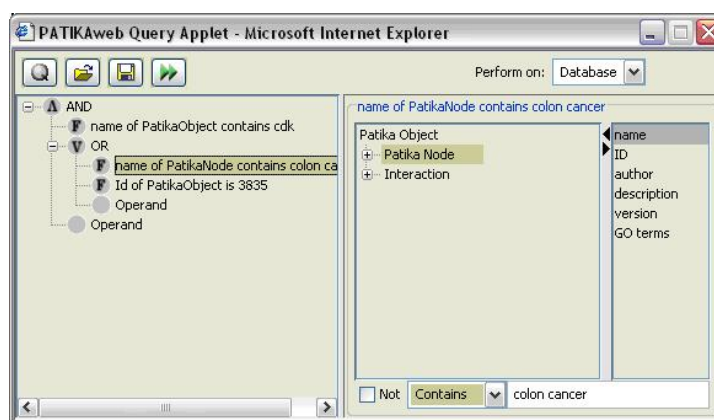 PATIKAweb Query Applet - Microsoft Internet Explorer
Perform on: Database
AND
F name of PatikaObject contains cdk
V OR
F name of PatikaNode contains colon ca
F Id of PatikaObject is 3835
Operand
Operand
name of PatikaNode contains colon cancer
Patika Object
Patika Node
Interaction
name
ID
author
description
version
GO terms
Not Contains colon cancer